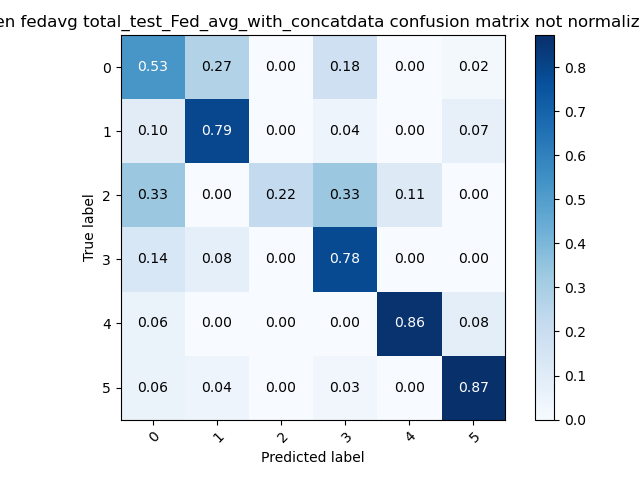 en fedavg total_test_Fed_avg_with_concatdata confusion matrix not normaliz
0 0.53 0.27 0.00 0.18 0.00 0.02
1 0.10 0.79 0.00 0.04 0.00 0.07
2 0.33 0.00 0.22 0.33 0.11 0.00
3 0.14 0.08 0.00 0.78 0.00 0.00
4 0.06 0.00 0.00 0.00 0.86 0.08
5 0.06 0.04 0.00 0.03 0.00 0.87
0 1 2 3 4 5
True label
Predicted label
0.8
0.7
0.6
0.5
0.4
0.3
0.2
0.1
0.0